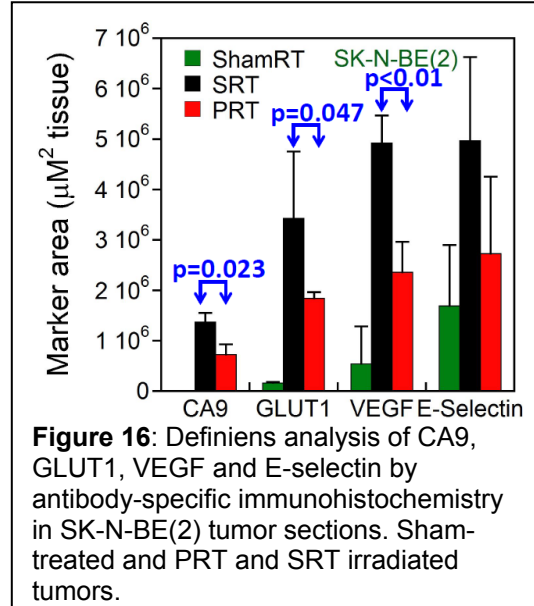 7 10⁶
6 10⁶
5 10⁶
4 10⁶
3 10⁶
2 10⁶
1 10⁶
0
Marker area (μM² tissue)
ShamRT
SRT
PRT
SK-N-BE(2)
p<0.01
p=0.047
p=0.023
CA9 GLUT1 VEGF E-Selectin
Figure 16: Definiens analysis of CA9,
GLUT1, VEGF and E-selectin by
antibody-specific immunohistochemistry
in SK-N-BE(2) tumor sections. Sham-
treated and PRT and SRT irradiated
tumors.